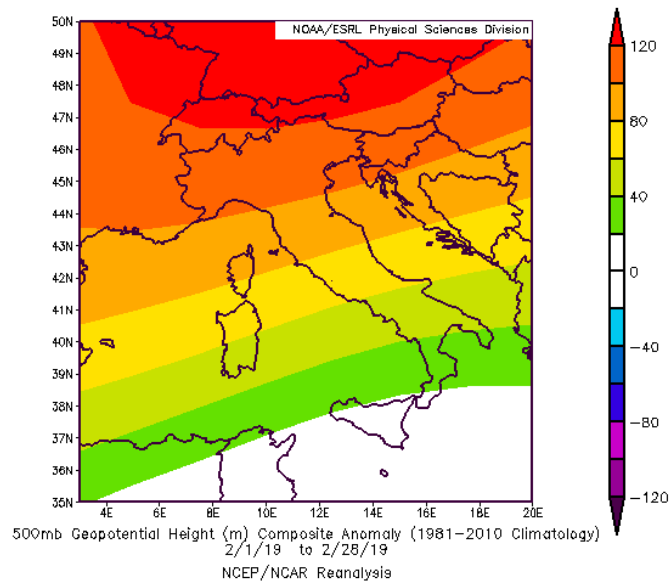 NOAA/ESRL Physical Sciences Division
50N
49N
48N
47N
46N
45N
44N
43N
42N
41N
40N
39N
38N
37N
36N
35N
4E
6E
8E
10E
12E
14E
16E
18E
20E
120
80
40
0
−40
−80
−120
500mb Geopotential Height (m) Composite Anomaly (1981−2010 Climatology)
2/1/19 to 2/28/19
NCEP/NCAR Reanalysis